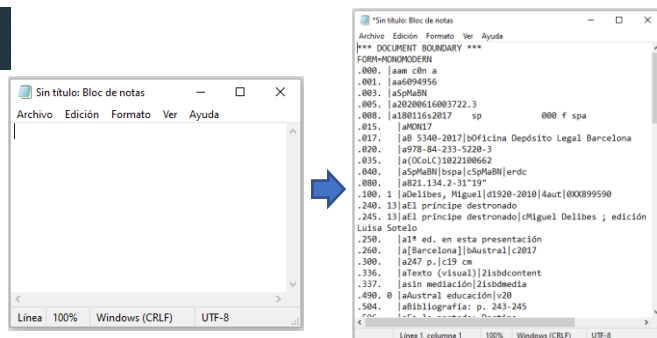 Sin título: Bloc de notas
Archivo Edición Formato Ver Ayuda
Línea 100% Windows (CRLF) UTF-8
*Sin título: Bloc de notas
Archivo Edición Formato Ver Ayuda
*** DOCUMENT BOUNDARY ***
FORM=MONOMODERN
.000. |aam c0n a
.001. |aa6094956
.003. |aSpMaBN
.005. |a20200616003722.3
.008. |a180116s2017 sp 000 f spa
.015. |aMON17
.017. |aB 5340-2017|bOficina Depósito Legal Barcelona
.020. |a978-84-233-5220-3
.035. |a(OCoLC)1022100662
.040. |aSpMaBN|bspa|cSpMaBN|erdc
.080. |a821.134.2-31"19"
.100. 1 |aDelibes, Miguel|d1920-2010|4aut|0XX899590
.240. 13|aEl príncipe destronado
.245. 13|aEl príncipe destronado|cMiguel Delibes ; edición
Luisa Sotelo
.250. |a1ª ed. en esta presentación
.260. |a[Barcelona]|bAustral|c2017
.300. |a247 p.|c19 cm
.336. |aTexto (visual)|2isbdcontent
.337. |asin mediación|2isbdmedia
.490. 0 |aAustral educación|v20
.504. |aBibliografía: p. 243-245
Línea 1, columna 1 100% Windows (CRLF) UTF-8